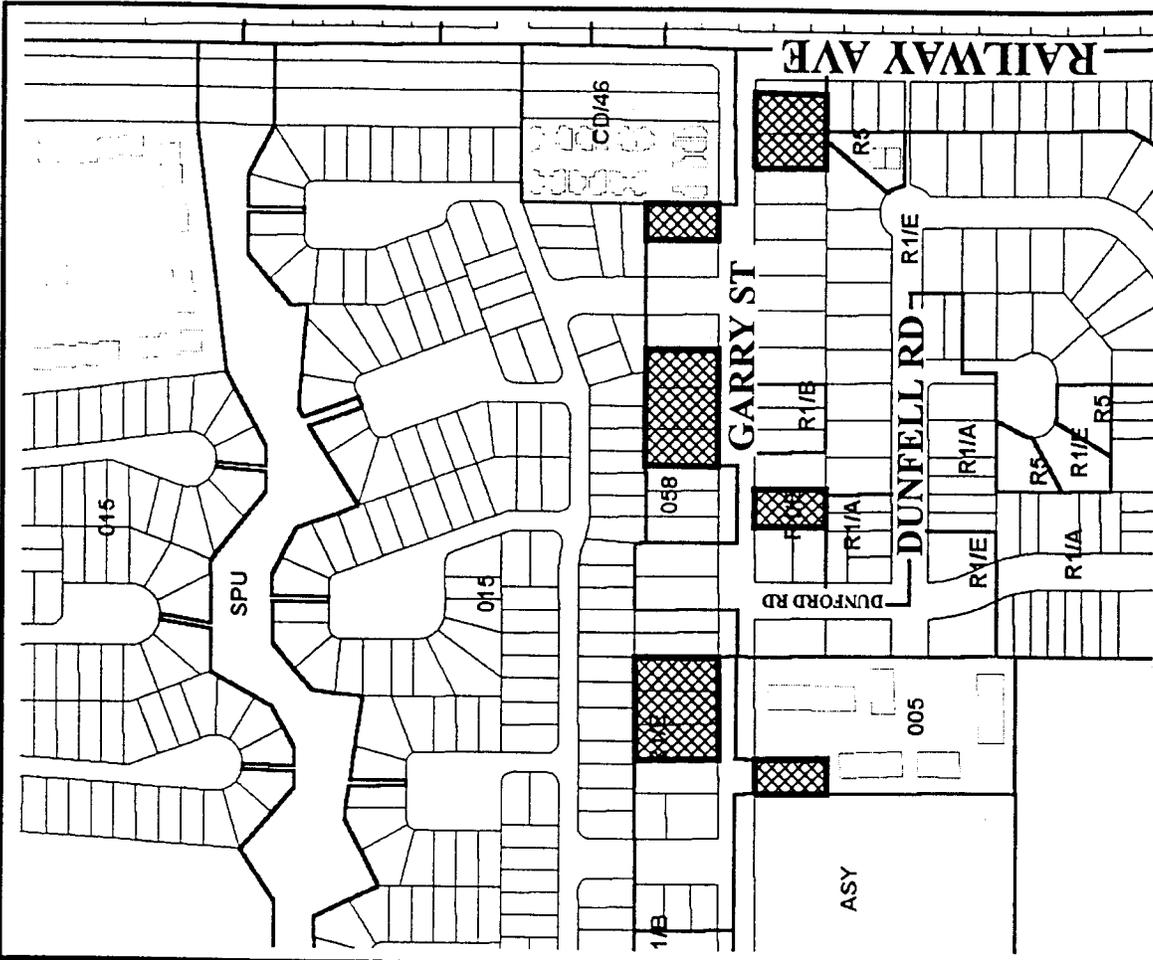 RAILWAY AVE
CD/46
R5
R1/E
GARRY ST
DUNFELL RD
R1/B
R1/A
R5
R5
R1/E
058
R1/A
015
SPU
015
R1/E
R1/A
DUNFORD RD
005
ASY
1/B